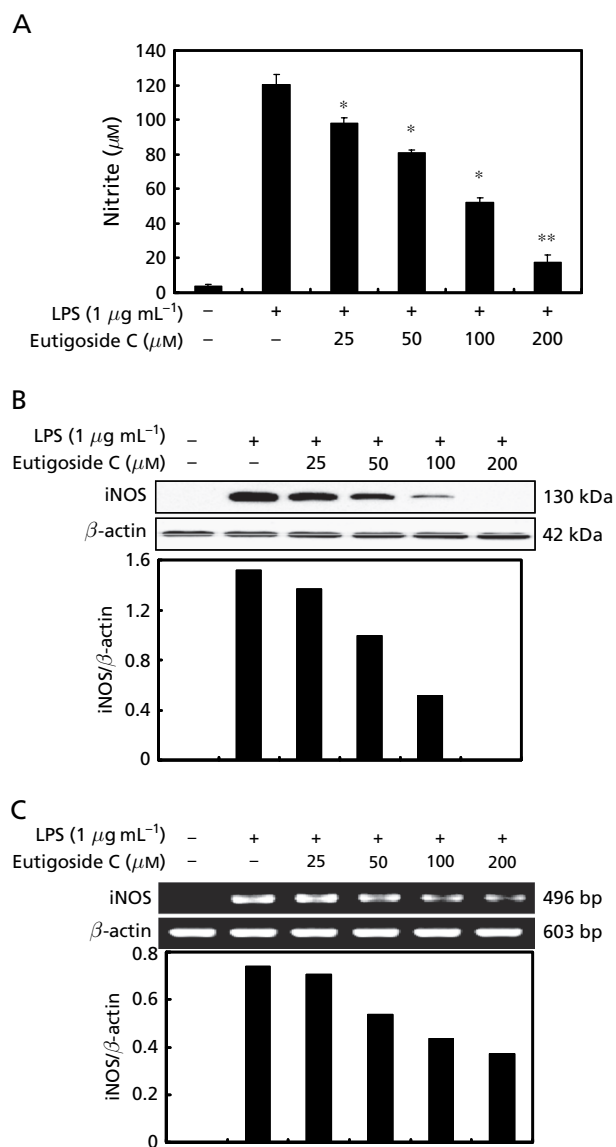 A
140
120
100
80
60
40
20
0
Nitrite (μM)
* * * **
LPS (1 μg mL⁻¹) – + + + + +
Eutigoside C (μM) – – 25 50 100 200
B
LPS (1 μg mL⁻¹) – + + + + +
Eutigoside C (μM) – – 25 50 100 200
iNOS 130 kDa
β-actin 42 kDa
1.6
1.2
0.8
0.4
0
iNOS/β-actin
C
LPS (1 μg mL⁻¹) – + + + + +
Eutigoside C (μM) – – 25 50 100 200
iNOS 496 bp
β-actin 603 bp
0.8
0.6
0.4
0.2
0
iNOS/β-actin